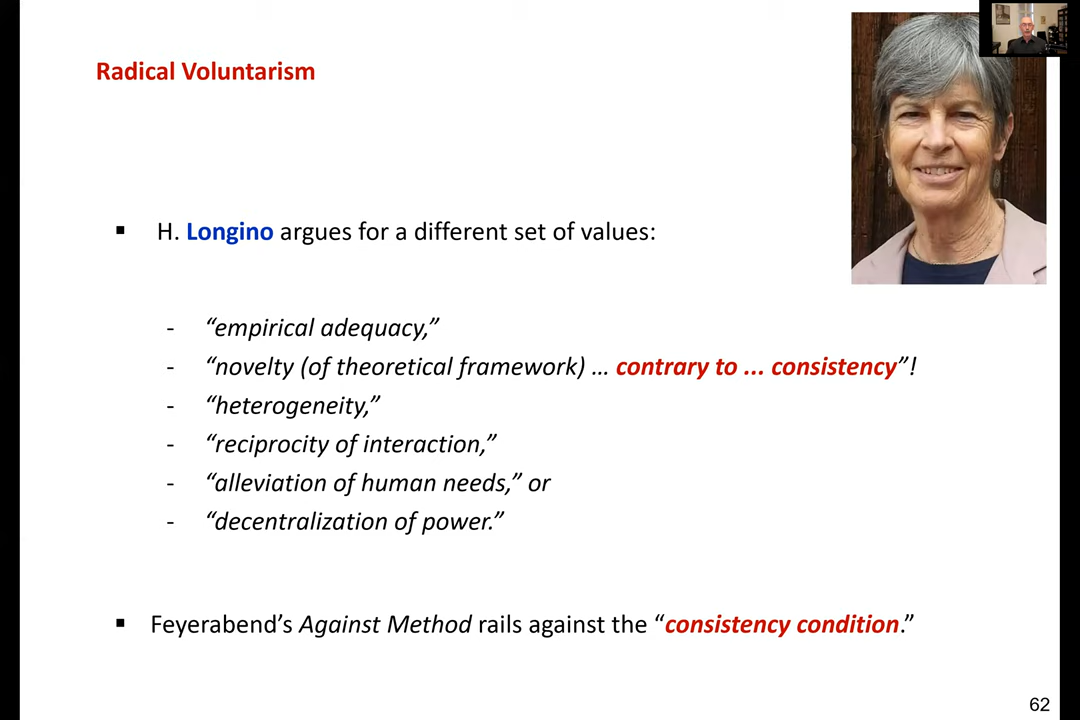 Radical Voluntarism
▪ H. Longino argues for a different set of values:
- “empirical adequacy,”
- “novelty (of theoretical framework) … contrary to ... consistency”!
- “heterogeneity,”
- “reciprocity of interaction,”
- “alleviation of human needs,” or
- “decentralization of power.”
▪ Feyerabend’s Against Method rails against the “consistency condition.”
62